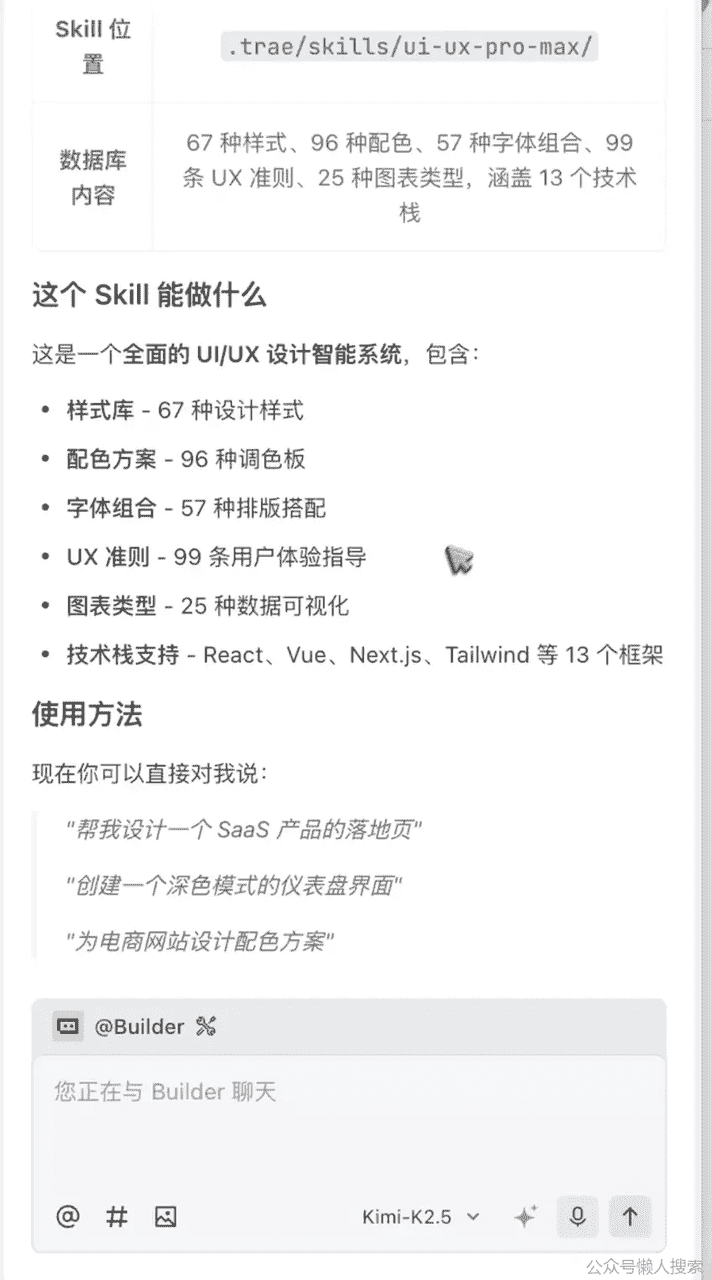 Skill 位
置
.trae/skills/ui-ux-pro-max/
数据库
内容
67 种样式、96 种配色、57 种字体组合、99
条 UX 准则、25 种图表类型，涵盖 13 个技术
栈
这个 Skill 能做什么
这是一个全面的 UI/UX 设计智能系统，包含：
• 样式库 - 67 种设计样式
• 配色方案 - 96 种调色板
• 字体组合 - 57 种排版搭配
• UX 准则 - 99 条用户体验指导
• 图表类型 - 25 种数据可视化
• 技术栈支持 - React、Vue、Next.js、Tailwind 等 13 个框架
使用方法
现在你可以直接对我说：
"帮我设计一个 SaaS 产品的落地页"
"创建一个深色模式的仪表盘界面"
"为电商网站设计配色方案"
@Builder
您正在与 Builder 聊天
@ # Kimi-K2.5
公众号懒人搜索